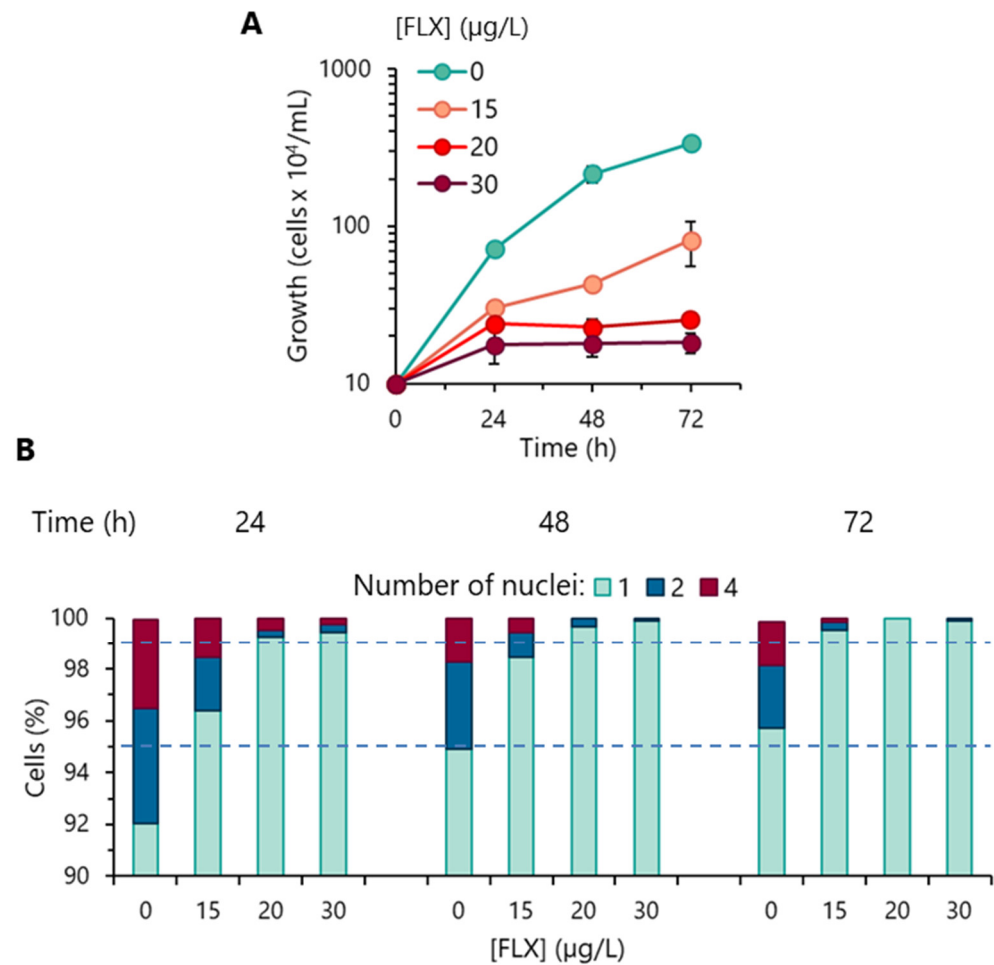 A
[FLX] (µg/L)
0
15
20
30
1000
100
10
Growth (cells x 10⁴/mL)
0 24 48 72
Time (h)
B
Time (h) 24 48 72
Number of nuclei: 1 2 4
100
98
96
94
92
90
Cells (%)
0 15 20 30 0 15 20 30 0 15 20 30
[FLX] (µg/L)